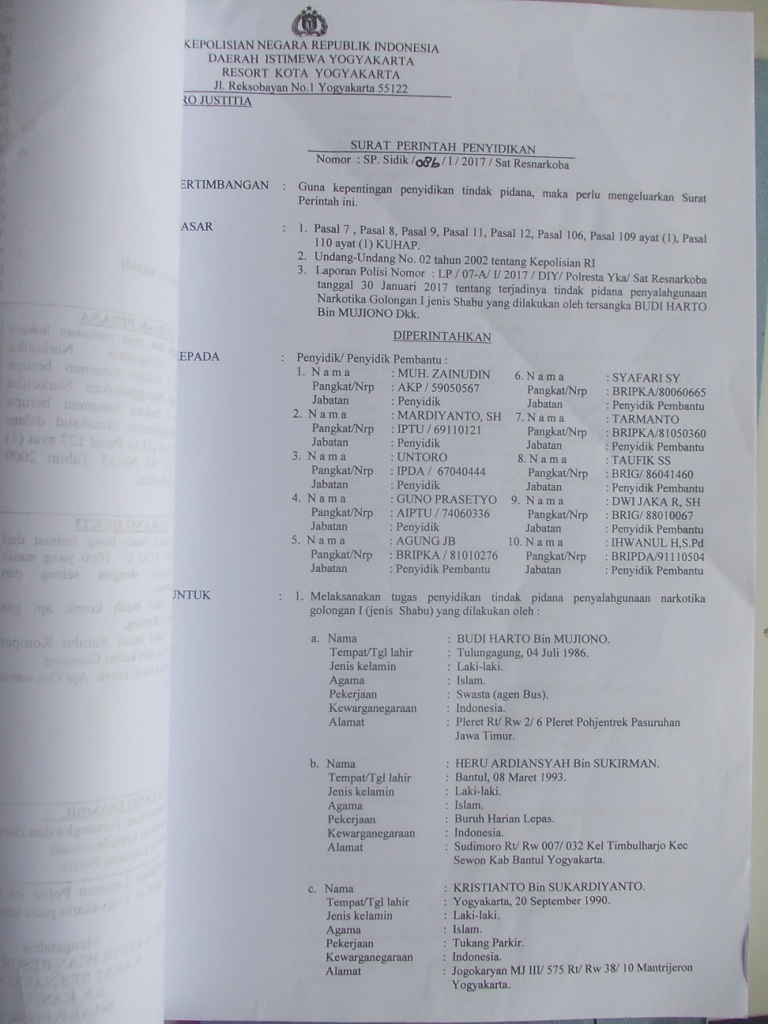 KEPOLISIAN NEGARA REPUBLIK INDONESIA
DAERAH ISTIMEWA YOGYAKARTA
RESORT KOTA YOGYAKARTA
Jl. Reksobayan No.1 Yogyakarta 55122
RO JUSTITIA
SURAT PERINTAH PENYIDIKAN
Nomor : SP. Sidik /086/ I / 2017 / Sat Resnarkoba
ERTIMBANGAN : Guna kepentingan penyidikan tindak pidana, maka perlu mengeluarkan Surat
Perintah ini.
ASAR : 1. Pasal 7 , Pasal 8, Pasal 9, Pasal 11, Pasal 12, Pasal 106, Pasal 109 ayat (1), Pasal
110 ayat (1) KUHAP.
2. Undang-Undang No. 02 tahun 2002 tentang Kepolisian RI
3. Laporan Polisi Nomor : LP / 07-A/ I/ 2017 / DIY/ Polresta Yka/ Sat Resnarkoba
tanggal 30 Januari 2017 tentang terjadinya tindak pidana penyalahgunaan
Narkotika Golongan I jenis Shabu yang dilakukan oleh tersangka BUDI HARTO
Bin MUJIONO Dkk.
DIPERINTAHKAN
EPADA : Penyidik/ Penyidik Pembantu :
1. N a m a : MUH. ZAINUDIN
Pangkat/Nrp : AKP / 59050567
Jabatan : Penyidik
2. N a m a : MARDIYANTO, SH
Pangkat/Nrp : IPTU / 69110121
Jabatan : Penyidik
3. N a m a : UNTORO
Pangkat/Nrp : IPDA / 67040444
Jabatan : Penyidik
4. N a m a : GUNO PRASETYO
Pangkat/Nrp : AIPTU / 74060336
Jabatan : Penyidik
5. N a m a : AGUNG JB
Pangkat/Nrp : BRIPKA / 81010276
Jabatan : Penyidik Pembantu
6. N a m a : SYAFARI SY
Pangkat/Nrp : BRIPKA/80060665
Jabatan : Penyidik Pembantu
7. N a m a : TARMANTO
Pangkat/Nrp : BRIPKA/81050360
Jabatan : Penyidik Pembantu
8. N a m a : TAUFIK SS
Pangkat/Nrp : BRIG/ 86041460
Jabatan : Penyidik Pembantu
9. N a m a : DWI JAKA R, SH
Pangkat/Nrp : BRIG/ 88010067
Jabatan : Penyidik Pembantu
10. N a m a : IHWANUL H,S.Pd
Pangkat/Nrp : BRIPDA/91110504
Jabatan : Penyidik Pembantu
NTUK : 1. Melaksanakan tugas penyidikan tindak pidana penyalahgunaan narkotika
golongan I (jenis Shabu) yang dilakukan oleh :
a. Nama : BUDI HARTO Bin MUJIONO.
Tempat/Tgl lahir : Tulungagung, 04 Juli 1986.
Jenis kelamin : Laki-laki.
Agama : Islam.
Pekerjaan : Swasta (agen Bus).
Kewarganegaraan : Indonesia.
Alamat : Pleret Rt/ Rw 2/ 6 Pleret Pohjentrek Pasuruhan
Jawa Timur.
b. Nama : HERU ARDIANSYAH Bin SUKIRMAN.
Tempat/Tgl lahir : Bantul, 08 Maret 1993.
Jenis kelamin : Laki-laki.
Agama : Islam.
Pekerjaan : Buruh Harian Lepas.
Kewarganegaraan : Indonesia.
Alamat : Sudimoro Rt/ Rw 007/ 032 Kel Timbulharjo Kec
Sewon Kab Bantul Yogyakarta.
c. Nama : KRISTIANTO Bin SUKARDIYANTO.
Tempat/Tgl lahir : Yogyakarta, 20 September 1990.
Jenis kelamin : Laki-laki.
Agama : Islam.
Pekerjaan : Tukang Parkir.
Kewarganegaraan : Indonesia.
Alamat : Jogokaryan MJ III/ 575 Rt/ Rw 38/ 10 Mantrijeron
Yogyakarta.